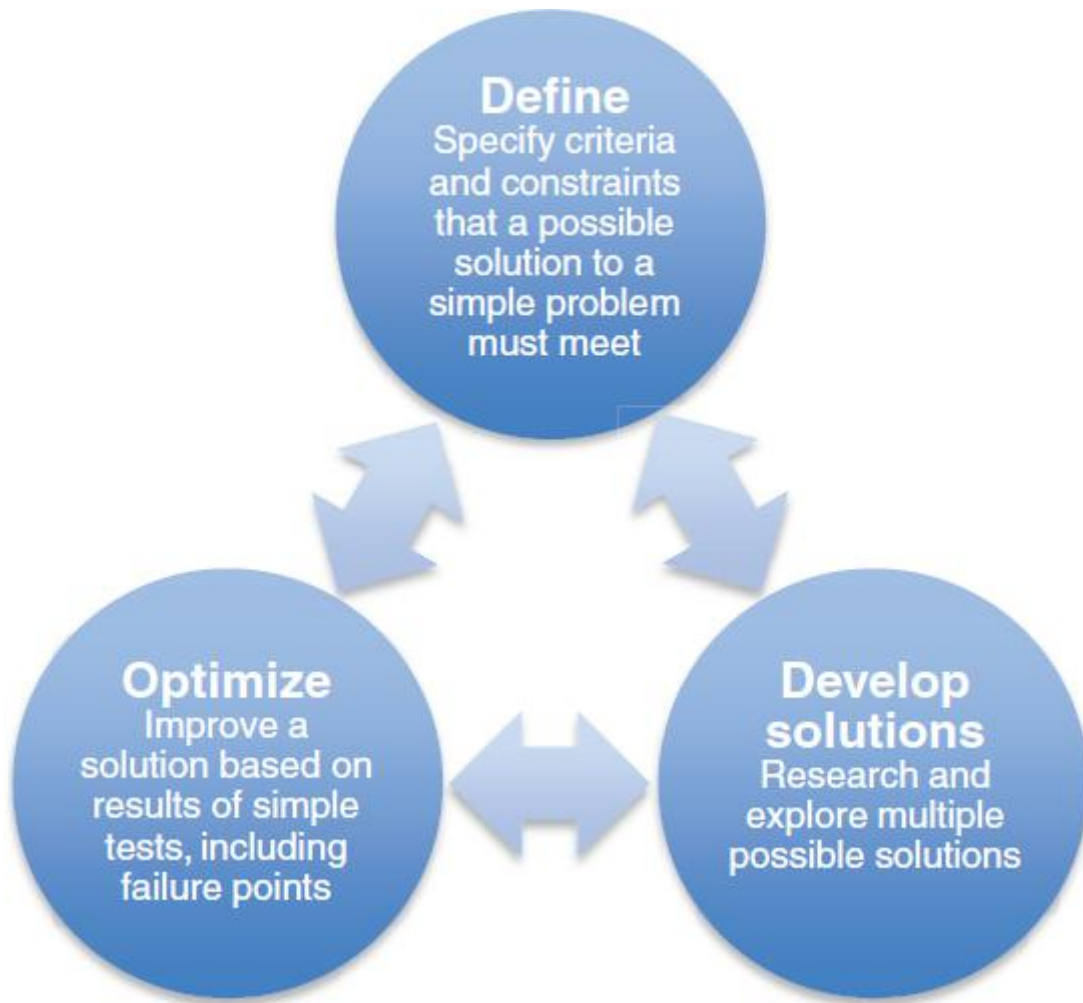 Define
Specify criteria
and constraints
that a possible
solution to a
simple problem
must meet
Optimize
Improve a
solution based on
results of simple
tests, including
failure points
Develop
solutions
Research and
explore multiple
possible solutions